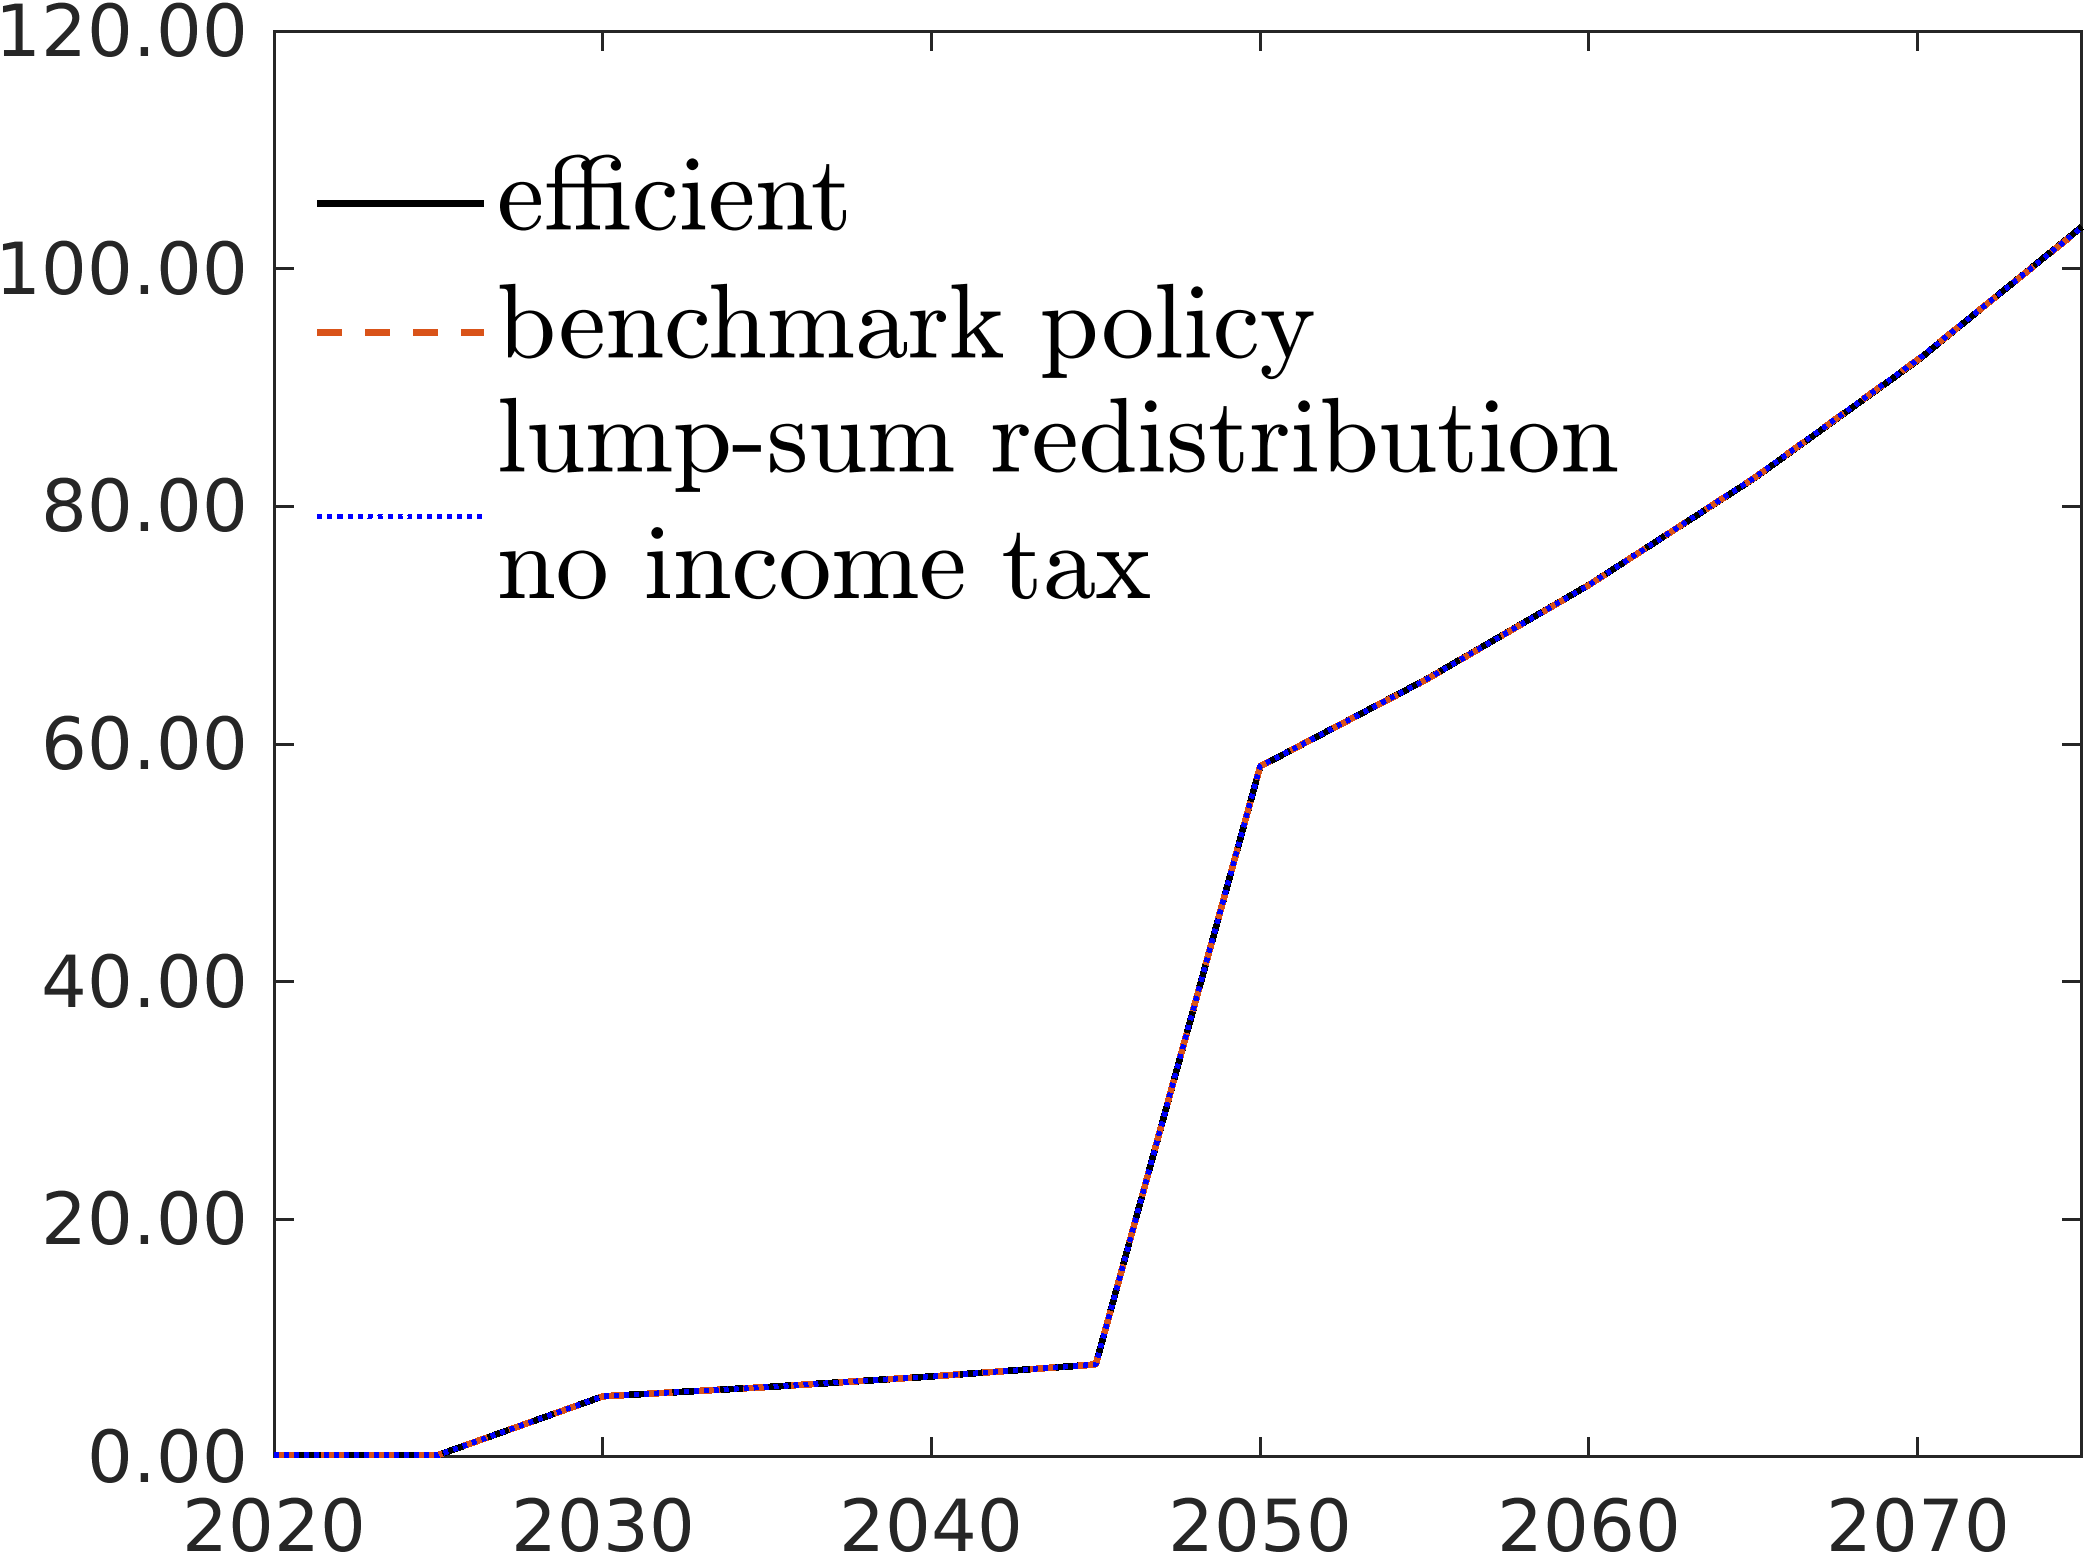 120.00
100.00
80.00
60.00
40.00
20.00
0.00
efficient
benchmark policy
lump-sum redistribution
no income tax
2020 2030 2040 2050 2060 2070